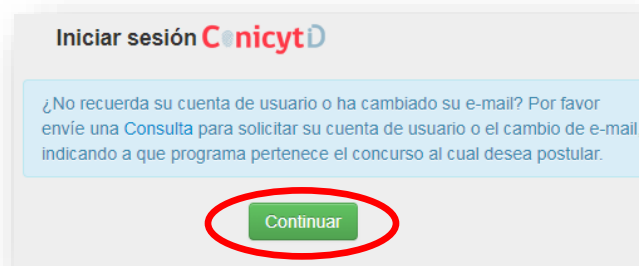 Iniciar sesión ConicytiD
¿No recuerda su cuenta de usuario o ha cambiado su e-mail? Por favor
envíe una Consulta para solicitar su cuenta de usuario o el cambio de e-mail
indicando a que programa pertenece el concurso al cual desea postular.
Continuar